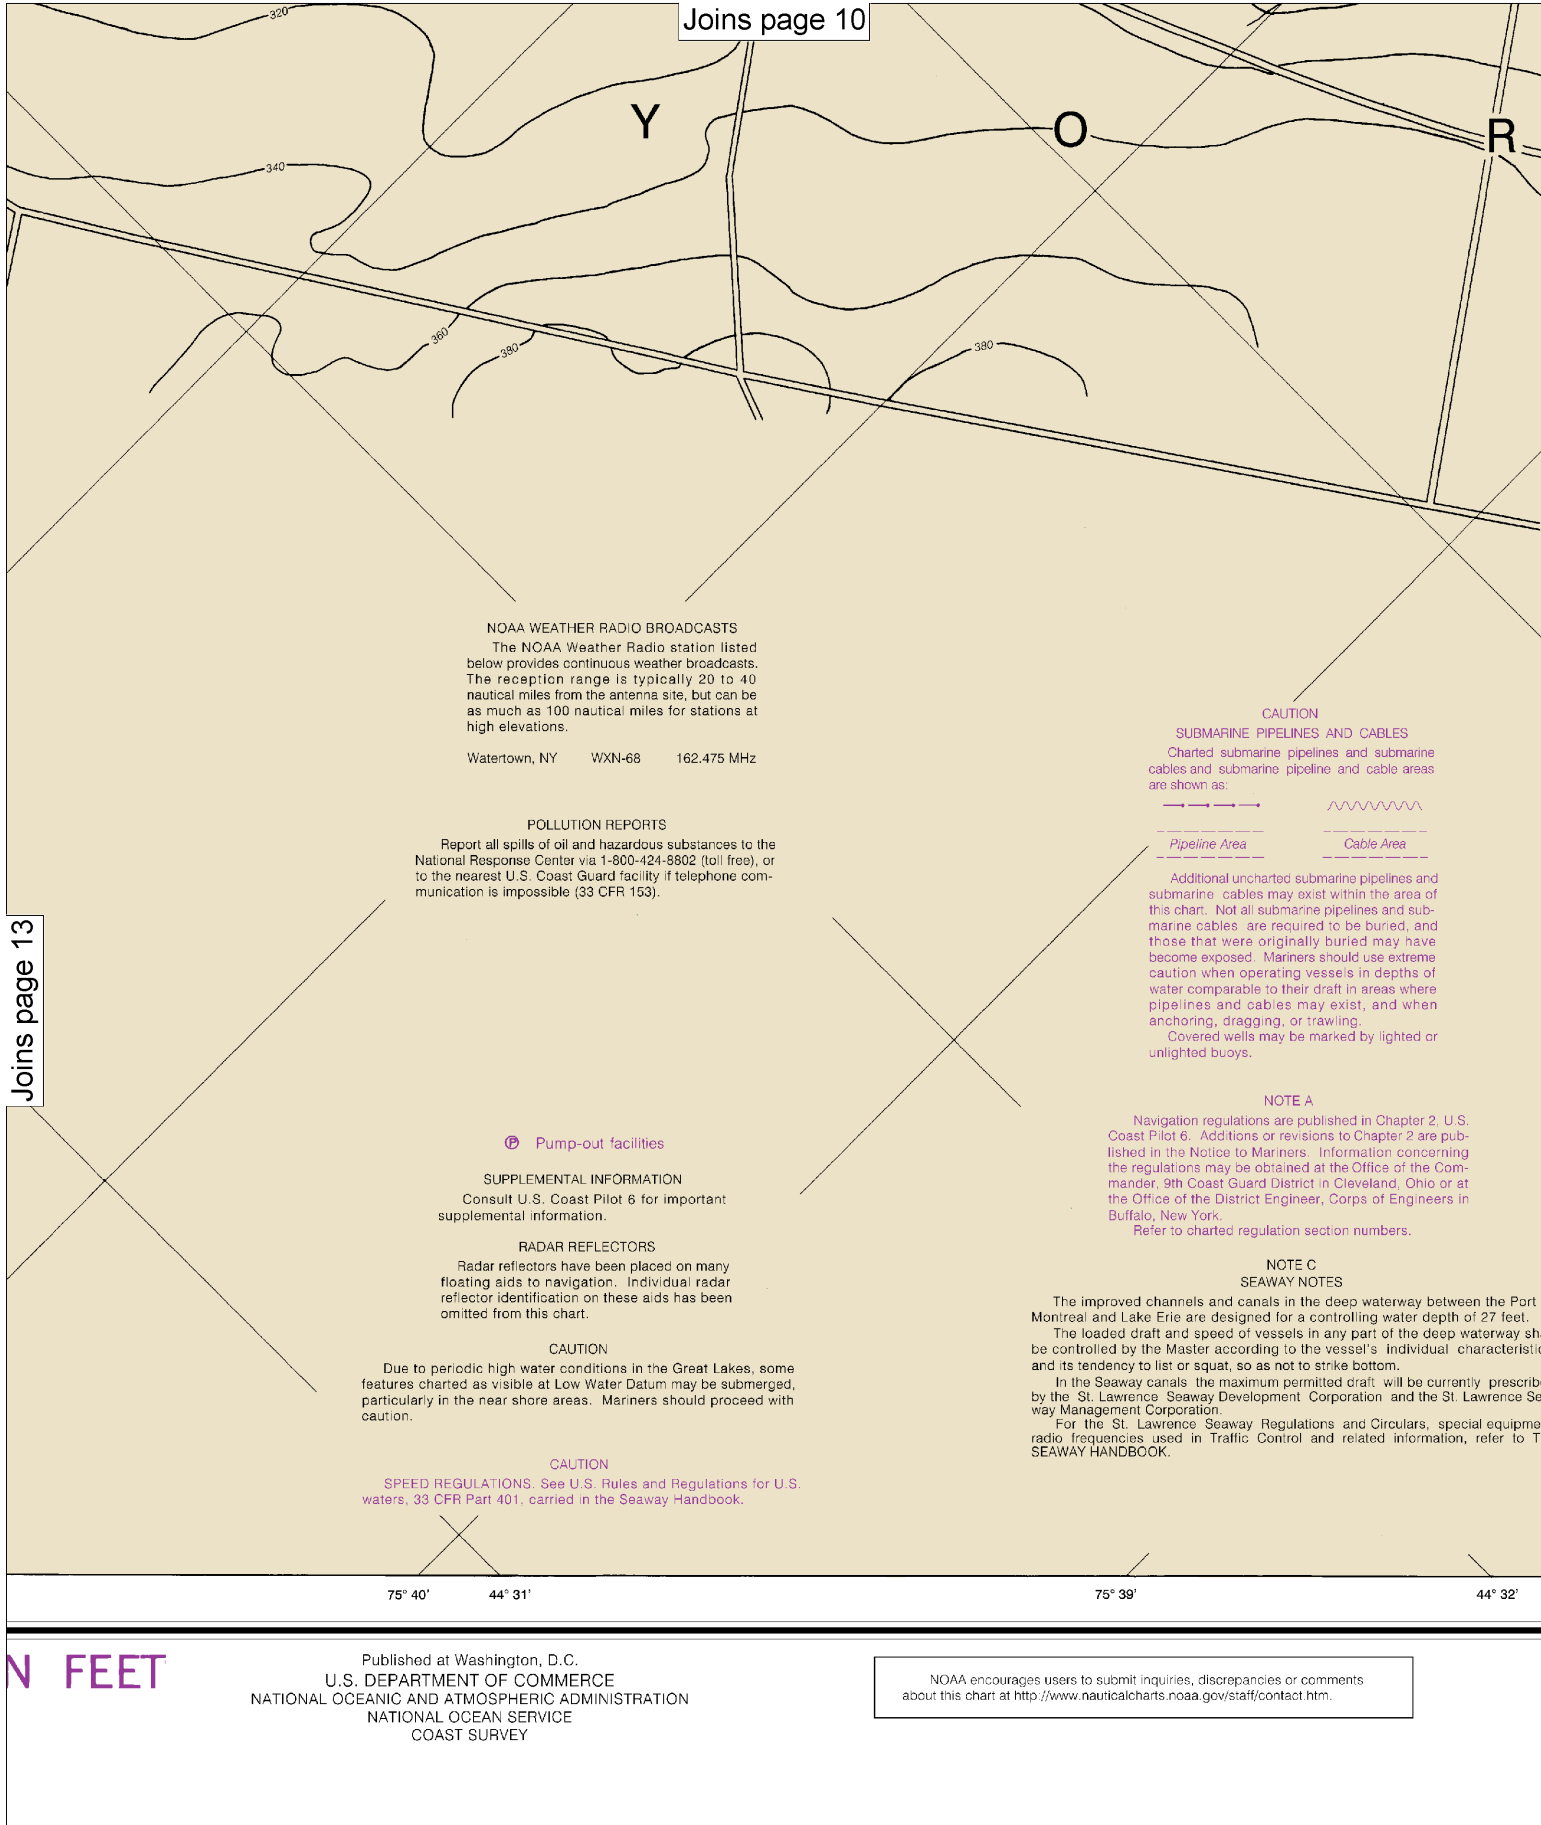 Joins page 10
320
Y
O
R
340
360
380
380
NOAA WEATHER RADIO BROADCASTS
The NOAA Weather Radio station listed
below provides continuous weather broadcasts.
The reception range is typically 20 to 40
nautical miles from the antenna site, but can be
as much as 100 nautical miles for stations at
high elevations.
Watertown, NY WXN-68 162.475 MHz
POLLUTION REPORTS
Report all spills of oil and hazardous substances to the
National Response Center via 1-800-424-8802 (toll free), or
to the nearest U.S. Coast Guard facility if telephone com-
munication is impossible (33 CFR 153).
Joins page 13
Pump-out facilities
SUPPLEMENTAL INFORMATION
Consult U.S. Coast Pilot 6 for important
supplemental information.
RADAR REFLECTORS
Radar reflectors have been placed on many
floating aids to navigation. Individual radar
reflector identification on these aids has been
omitted from this chart.
CAUTION
Due to periodic high water conditions in the Great Lakes, some
features charted as visible at Low Water Datum may be submerged,
particularly in the near shore areas. Mariners should proceed with
caution.
CAUTION
SPEED REGULATIONS. See U.S. Rules and Regulations for U.S.
waters, 33 CFR Part 401, carried in the Seaway Handbook.
CAUTION
SUBMARINE PIPELINES AND CABLES
Charted submarine pipelines and submarine
cables and submarine pipeline and cable areas
are shown as:
Pipeline Area Cable Area
Additional uncharted submarine pipelines and
submarine cables may exist within the area of
this chart. Not all submarine pipelines and sub-
marine cables are required to be buried, and
those that were originally buried may have
become exposed. Mariners should use extreme
caution when operating vessels in depths of
water comparable to their draft in areas where
pipelines and cables may exist, and when
anchoring, dragging, or trawling.
Covered wells may be marked by lighted or
unlighted buoys.
NOTE A
Navigation regulations are published in Chapter 2, U.S.
Coast Pilot 6. Additions or revisions to Chapter 2 are pub-
lished in the Notice to Mariners. Information concerning
the regulations may be obtained at the Office of the Com-
mander, 9th Coast Guard District in Cleveland, Ohio or at
the Office of the District Engineer, Corps of Engineers in
Buffalo, New York.
Refer to charted regulation section numbers.
NOTE C
SEAWAY NOTES
The improved channels and canals in the deep waterway between the Port
Montreal and Lake Erie are designed for a controlling water depth of 27 feet.
The loaded draft and speed of vessels in any part of the deep waterway sh
be controlled by the Master according to the vessel's individual characteristic
and its tendency to list or squat, so as not to strike bottom.
In the Seaway canals the maximum permitted draft will be currently prescrib
by the St. Lawrence Seaway Development Corporation and the St. Lawrence Se
way Management Corporation.
For the St. Lawrence Seaway Regulations and Circulars, special equipme
radio frequencies used in Traffic Control and related information, refer to T
SEAWAY HANDBOOK.
75° 40' 44° 31' 75° 39' 44° 32'
N FEET
Published at Washington, D.C.
U.S. DEPARTMENT OF COMMERCE
NATIONAL OCEANIC AND ATMOSPHERIC ADMINISTRATION
NATIONAL OCEAN SERVICE
COAST SURVEY
NOAA encourages users to submit inquiries, discrepancies or comments
about this chart at http://www.nauticalcharts.noaa.gov/staff/contact.htm.